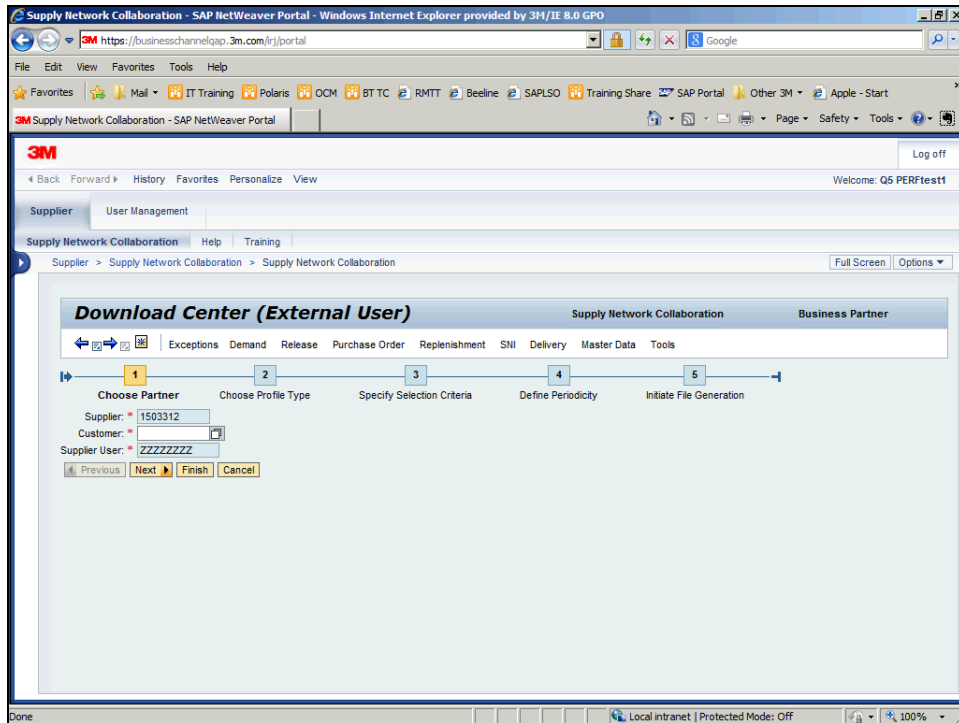 Supply Network Collaboration - SAP NetWeaver Portal - Windows Internet Explorer provided by 3M/IE 8.0 GPO
3M https://businesschannelqap.3m.com/irj/portal
Google
File Edit View Favorites Tools Help
Favorites Mail IT Training Polaris OCM BT TC RMTT Beeline SAPLSO Training Share SAP Portal Other 3M Apple - Start
3M Supply Network Collaboration - SAP NetWeaver Portal
Page Safety Tools
3M
Log off
Back Forward History Favorites Personalize View
Welcome: Q5 PERFtest1
Supplier User Management
Supply Network Collaboration Help Training
Supplier > Supply Network Collaboration > Supply Network Collaboration
Full Screen Options
Download Center (External User)
Supply Network Collaboration
Business Partner
Exceptions Demand Release Purchase Order Replenishment SNI Delivery Master Data Tools
1 2 3 4 5
Choose Partner Choose Profile Type Specify Selection Criteria Define Periodicity Initiate File Generation
Supplier: * 1503312
Customer: *
Supplier User: * ZZZZZZZZ
Previous Next Finish Cancel
Done
Local intranet | Protected Mode: Off
100%